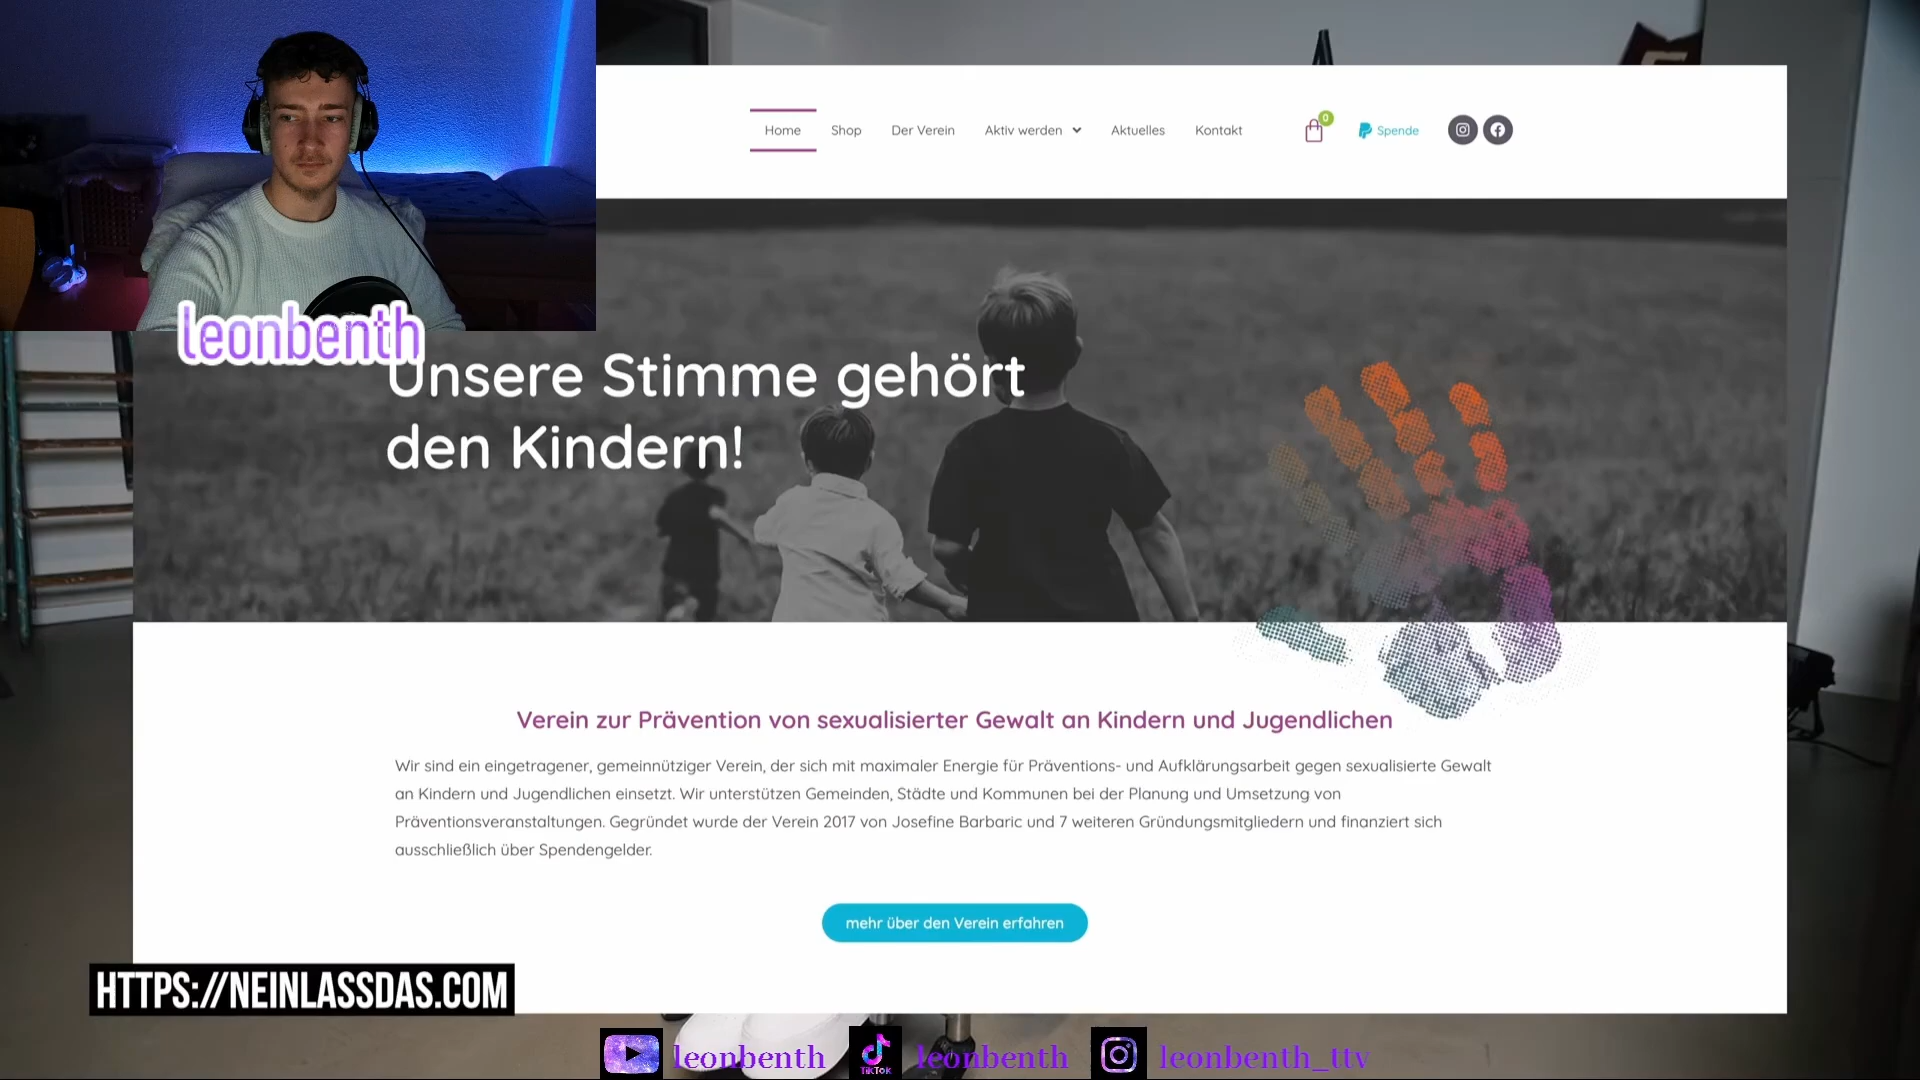 Home Shop Der Verein Aktiv werden Aktuelles Kontakt 0 Spende
leonbenth
Unsere Stimme gehört
den Kindern!
Verein zur Prävention von sexualisierter Gewalt an Kindern und Jugendlichen
Wir sind ein eingetragener, gemeinnütziger Verein, der sich mit maximaler Energie für Präventions- und Aufklärungsarbeit gegen sexualisierte Gewalt
an Kindern und Jugendlichen einsetzt. Wir unterstützen Gemeinden, Städte und Kommunen bei der Planung und Umsetzung von
Präventionsveranstaltungen. Gegründet wurde der Verein 2017 von Josefine Barbaric und 7 weiteren Gründungsmitgliedern und finanziert sich
ausschließlich über Spendengelder.
mehr über den Verein erfahren
HTTPS://NEINLASSDAS.COM
leonbenth TikTok leonbenth leonbenth_ttv